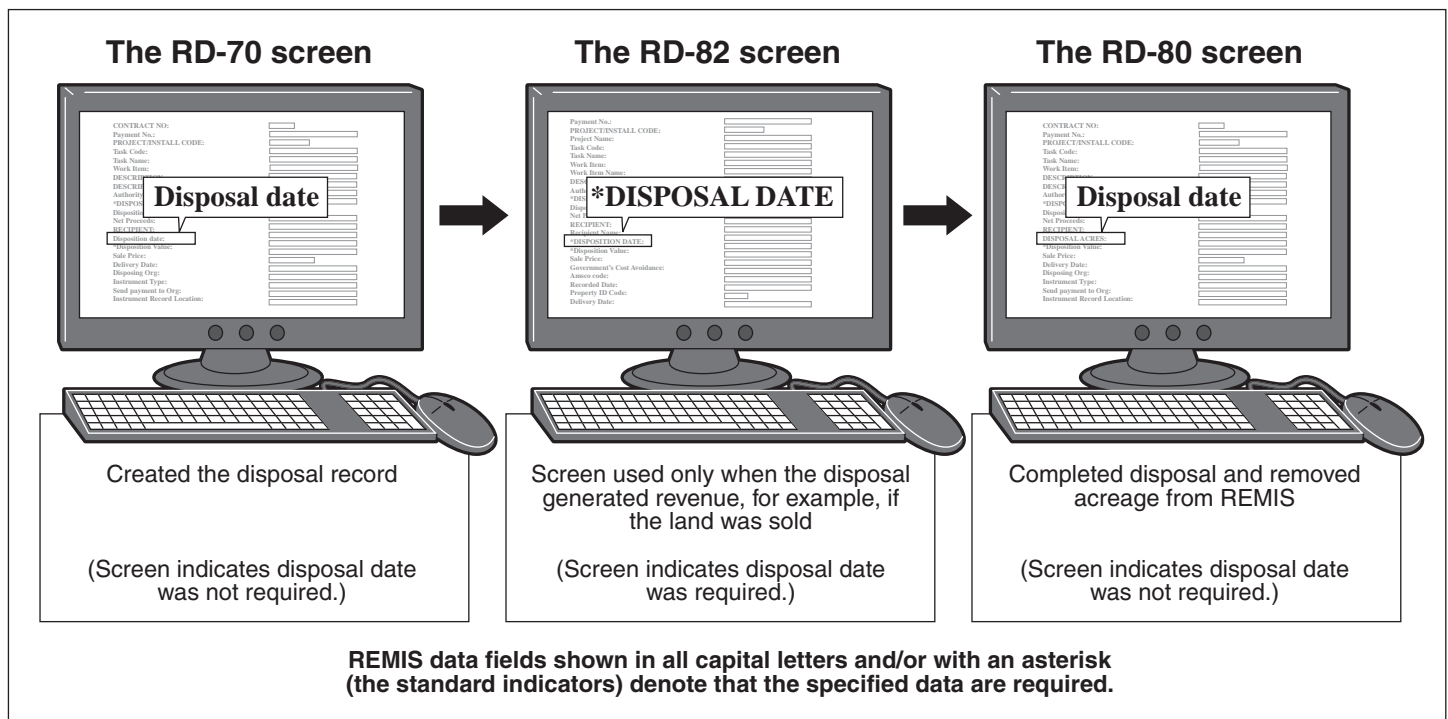 The RD-70 screen
CONTRACT NO:
Payment No.:
PROJECT/INSTALL CODE:
Task Code:
Task Name:
Work Item:
Disposal date
Net Proceeds:
RECIPIENT:
Disposition date:
*Disposition Value:
Sale Price:
Delivery Date:
Disposing Org:
Instrument Type:
Send payment to Org:
Instrument Record Location:
Created the disposal record
(Screen indicates disposal date
was not required.)
The RD-82 screen
Payment No.:
PROJECT/INSTALL CODE:
Project Name:
Task Code:
Task Name:
Work Item:
Work Item Name:
*DISPOSAL DATE
RECIPIENT:
Recipient Name:
*DISPOSITION DATE:
*Disposition Value:
Sale Price:
Government's Cost Avoidance:
Amsco code:
Recorded Date:
Property ID Code:
Delivery Date:
Screen used only when the disposal
generated revenue, for example, if
the land was sold
(Screen indicates disposal date
was required.)
The RD-80 screen
CONTRACT NO:
Payment No.:
PROJECT/INSTALL CODE:
Task Code:
Task Name:
Work Item:
Disposal date
Net Proceeds:
RECIPIENT:
DISPOSAL ACRES:
*Disposition Value:
Sale Price:
Delivery Date:
Disposing Org:
Instrument Type:
Send payment to Org:
Instrument Record Location:
Completed disposal and removed
acreage from REMIS
(Screen indicates disposal date
was not required.)
REMIS data fields shown in all capital letters and/or with an asterisk
(the standard indicators) denote that the specified data are required.